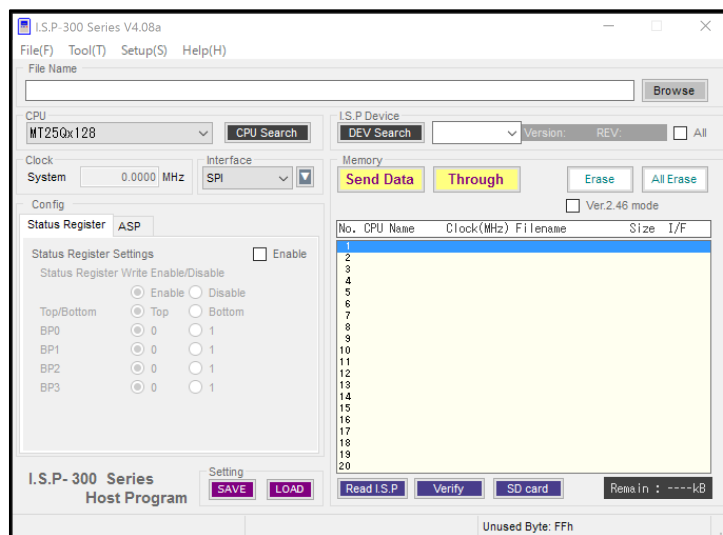 I.S.P-300 Series V4.08a
File(F) Tool(T) Setup(S) Help(H)
File Name
Browse
CPU
MT25Qx128
CPU Search
I.S.P Device
DEV Search
Version: REV:
All
Clock
System 0.0000 MHz
Interface
SPI
Memory
Send Data
Through
Erase
All Erase
Ver.2.46 mode
Config
Status Register ASP
Status Register Settings Enable
Status Register Write Enable/Disable
Enable Disable
Top/Bottom Top Bottom
BP0 0 1
BP1 0 1
BP2 0 1
BP3 0 1
No. CPU Name Clock(MHz) Filename Size I/F
1
2
3
4
5
6
7
8
9
10
11
12
13
14
15
16
17
18
19
20
I.S.P- 300 Series
Host Program
Setting
SAVE
LOAD
Read I.S.P
Verify
SD card
Remain : ----kB
Unused Byte: FFh